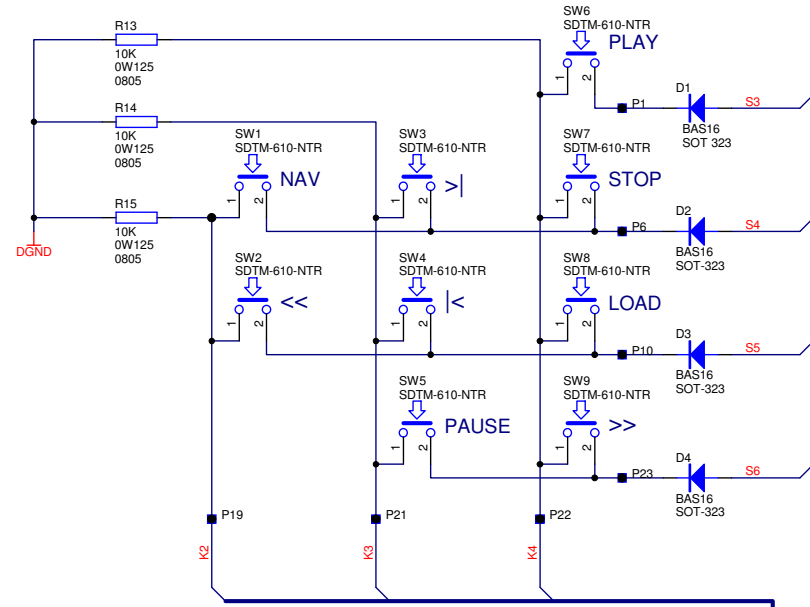 SW6
SDTM-610-NTR
PLAY
R13
10K
0W125
0805
1
2
P1
D1
BAS16
SOT 323
S3
R14
10K
0W125
0805
SW1
SDTM-610-NTR
NAV
1
2
SW3
SDTM-610-NTR
>|
1
2
SW7
SDTM-610-NTR
STOP
1
2
P6
D2
BAS16
SOT-323
S4
R15
10K
0W125
0805
DGND
SW2
SDTM-610-NTR
<<
1
2
SW4
SDTM-610-NTR
|<
1
2
SW8
SDTM-610-NTR
LOAD
1
2
P10
D3
BAS16
SOT-323
S5
SW5
SDTM-610-NTR
PAUSE
1
2
SW9
SDTM-610-NTR
>>
1
2
P23
D4
BAS16
SOT-323
S6
P19
P21
P22
K2
K3
K4